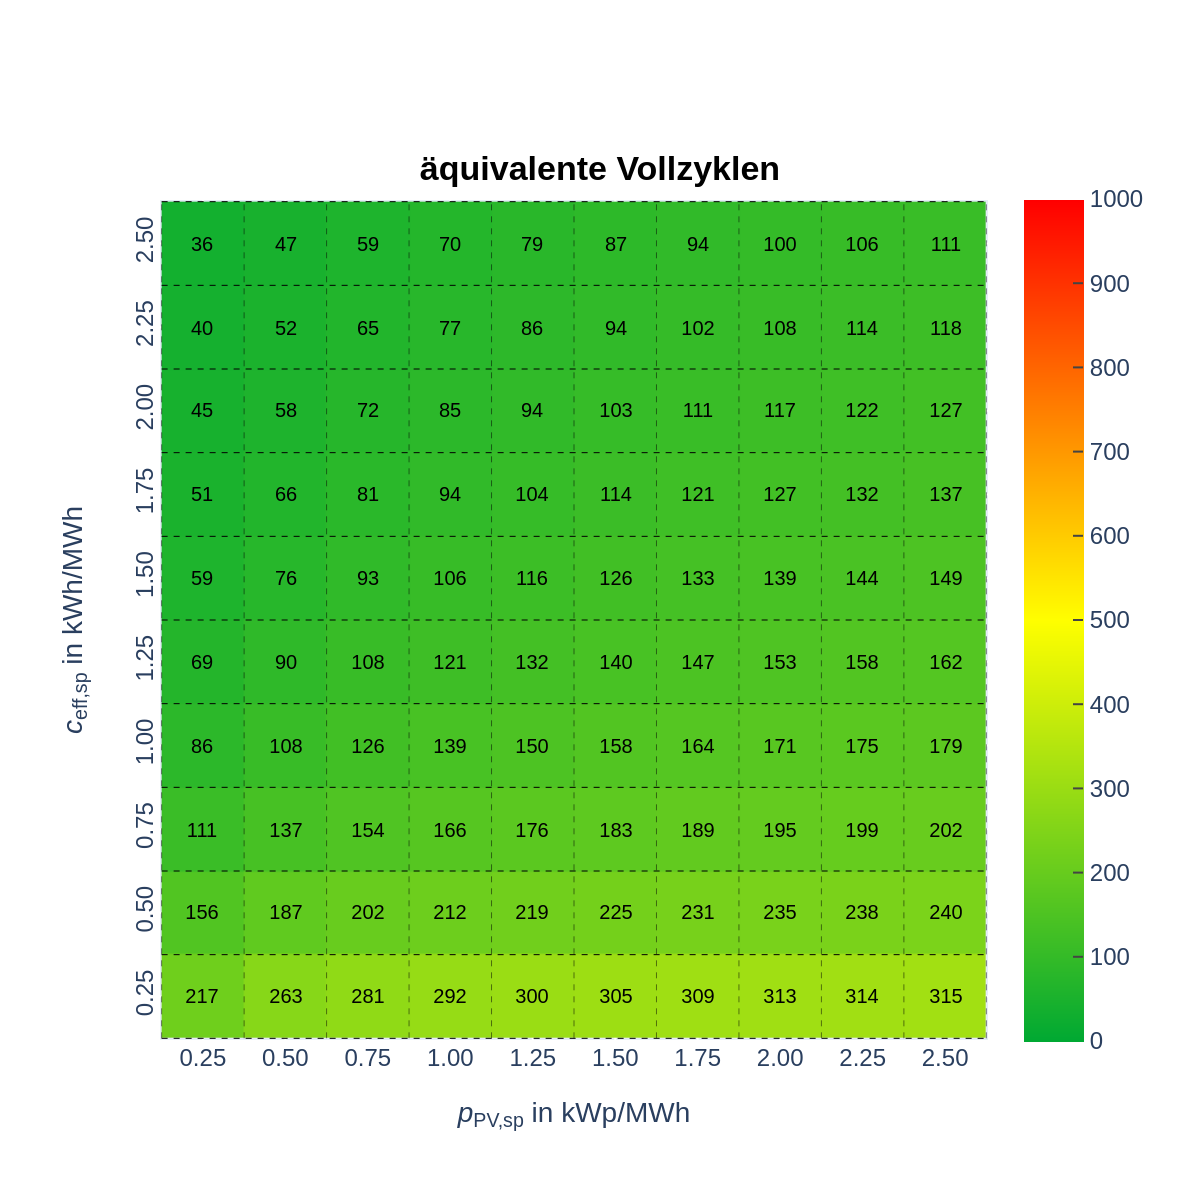 äquivalente Vollzyklen
2.50 36 47 59 70 79 87 94 100 106 111
2.25 40 52 65 77 86 94 102 108 114 118
2.00 45 58 72 85 94 103 111 117 122 127
1.75 51 66 81 94 104 114 121 127 132 137
1.50 59 76 93 106 116 126 133 139 144 149
1.25 69 90 108 121 132 140 147 153 158 162
1.00 86 108 126 139 150 158 164 171 175 179
0.75 111 137 154 166 176 183 189 195 199 202
0.50 156 187 202 212 219 225 231 235 238 240
0.25 217 263 281 292 300 305 309 313 314 315
0.25 0.50 0.75 1.00 1.25 1.50 1.75 2.00 2.25 2.50
pPV,sp in kWp/MWh
ceff,sp in kWh/MWh
1000
900
800
700
600
500
400
300
200
100
0